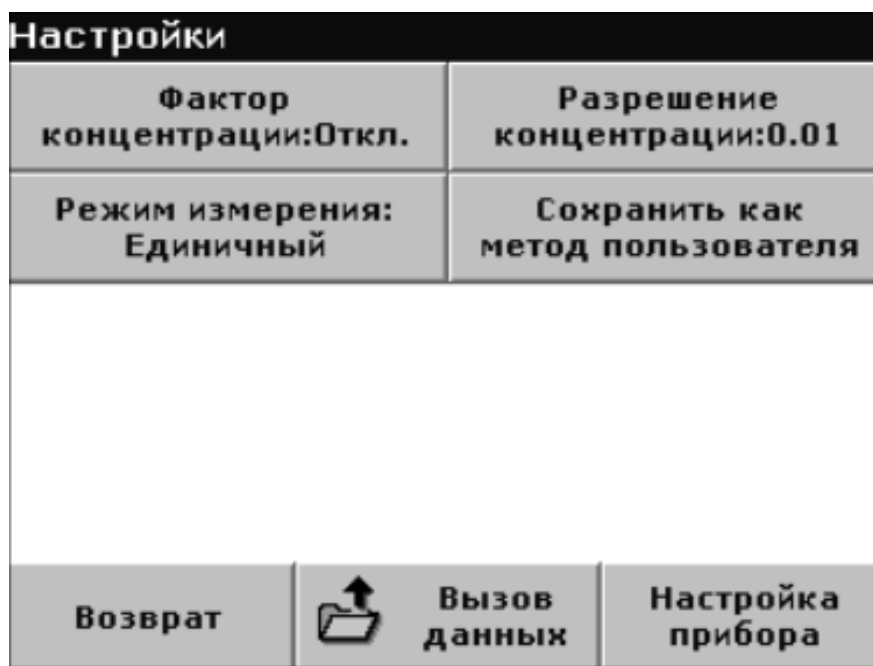 Настройки
Фактор
концентрации:Откл.
Разрешение
концентрации:0.01
Режим измерения:
Единичный
Сохранить как
метод пользователя
Возврат
Вызов
данных
Настройка
прибора